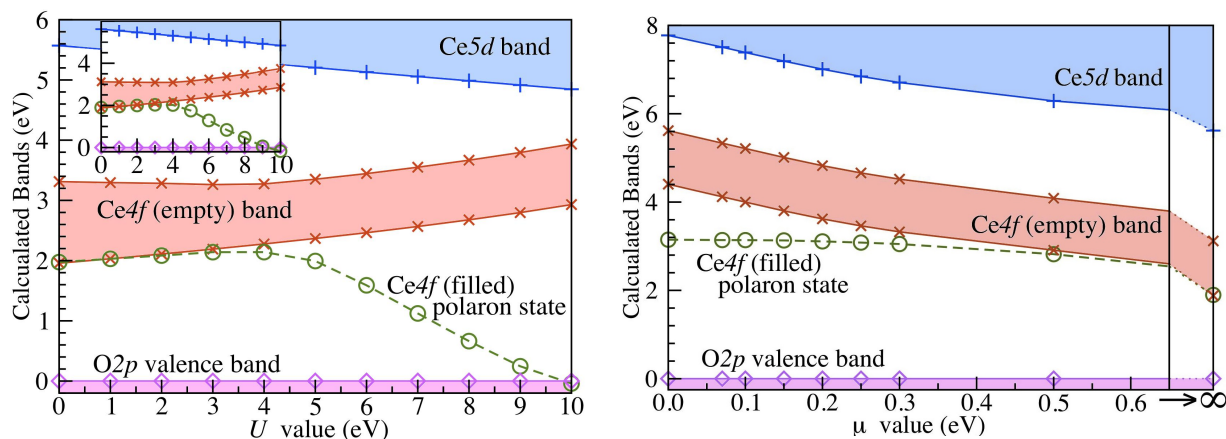 6
5
4
3
2
1
0
Calcualated Bands (eV)
4
2
0
0 2 4 6 8 10
Ce5d band
Ce4f (empty) band
Ce4f (filled)
polaron state
O2p valence band
0 1 2 3 4 5 6 7 8 9 10
U value (eV)
8
6
4
2
0
Calcualated Bands (eV)
Ce5d band
Ce4f (empty) band
Ce4f (filled)
polaron state
O2p valence band
0.0 0.1 0.2 0.3 0.4 0.5 0.6 → ∞
μ value (eV)